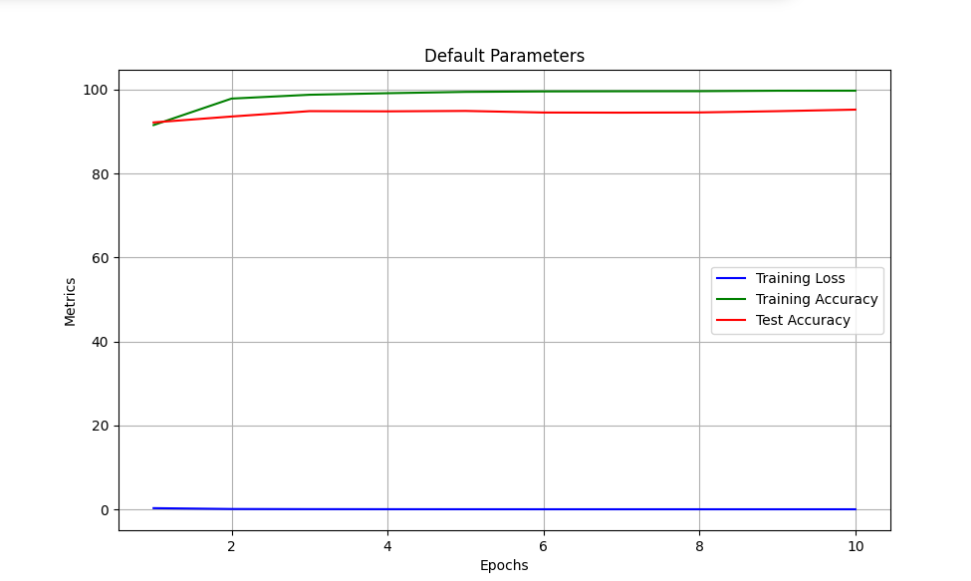 Default Parameters
100
80
60
40
20
0
Metrics
Training Loss
Training Accuracy
Test Accuracy
2
4
6
8
10
Epochs